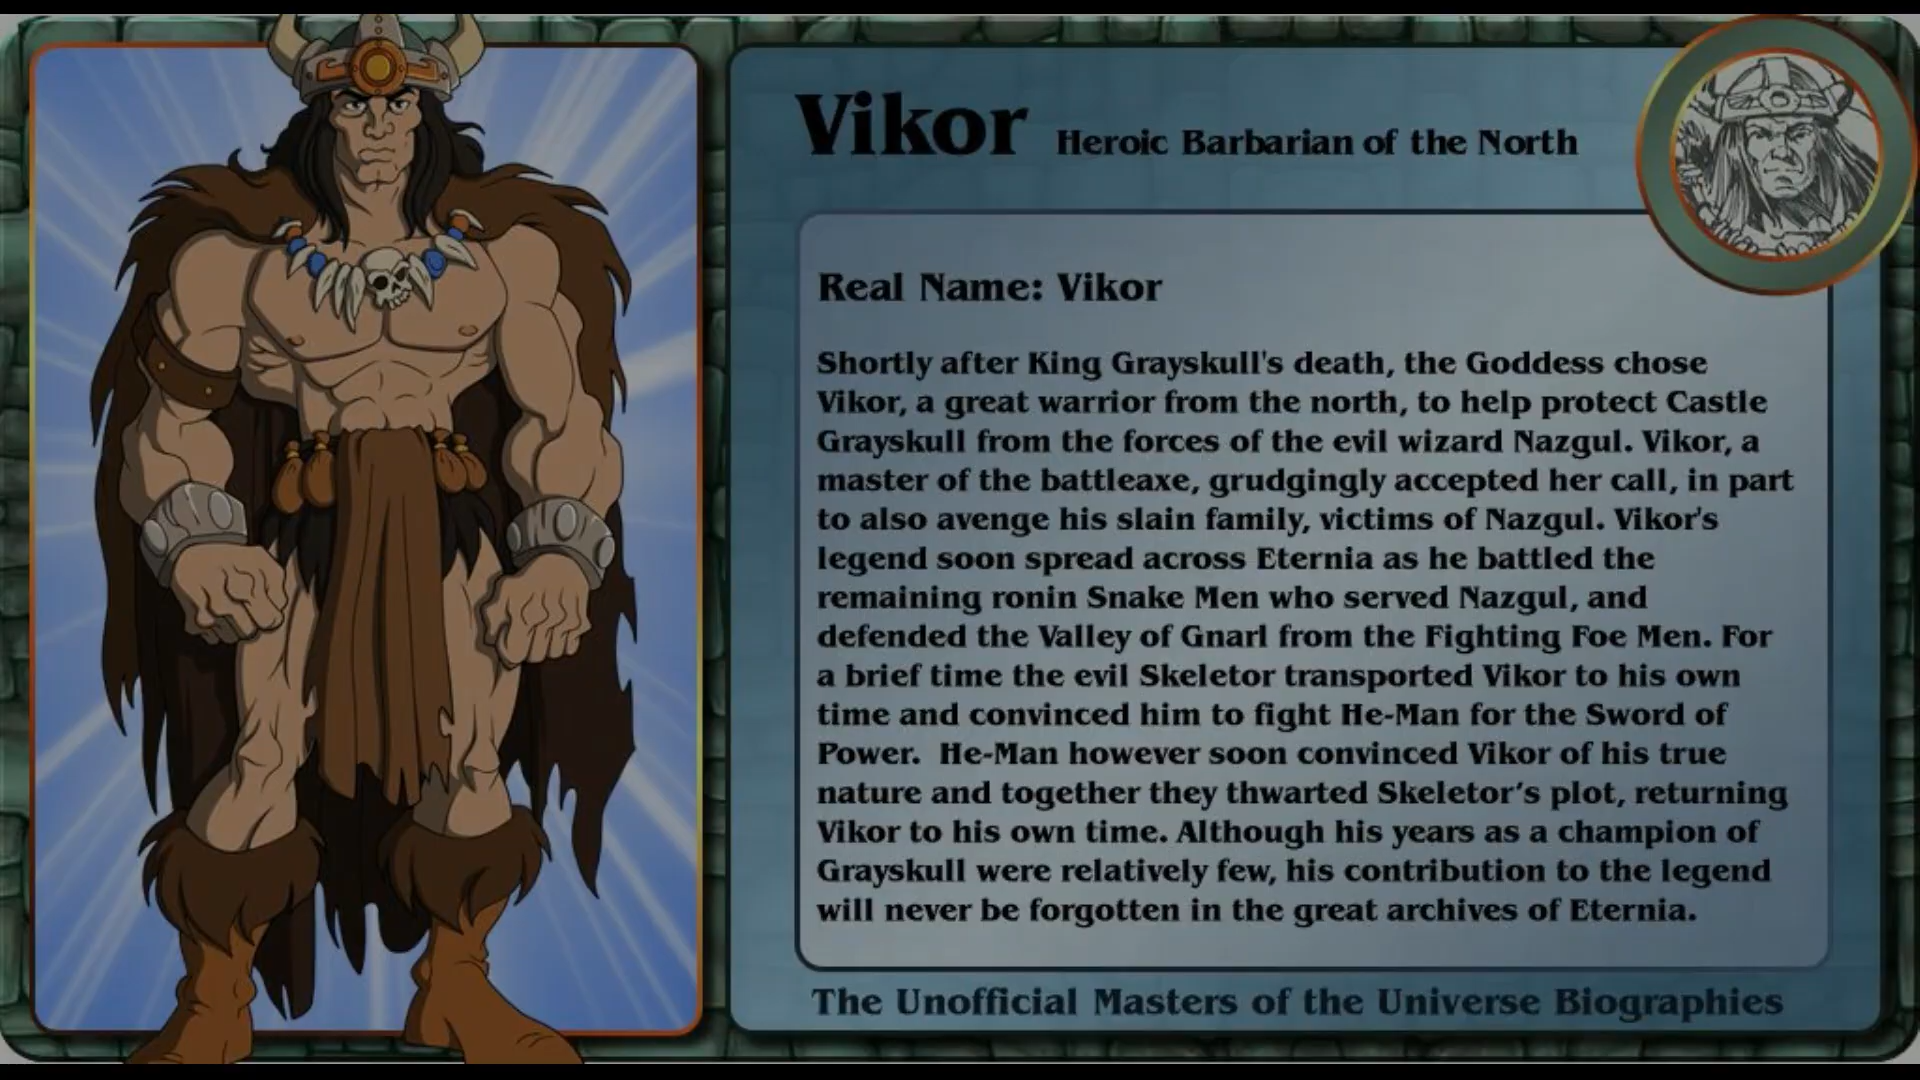 Vikor Heroic Barbarian of the North
Real Name: Vikor
Shortly after King Grayskull's death, the Goddess chose
Vikor, a great warrior from the north, to help protect Castle
Grayskull from the forces of the evil wizard Nazgul. Vikor, a
master of the battleaxe, grudgingly accepted her call, in part
to also avenge his slain family, victims of Nazgul. Vikor's
legend soon spread across Eternia as he battled the
remaining ronin Snake Men who served Nazgul, and
defended the Valley of Gnarl from the Fighting Foe Men. For
a brief time the evil Skeletor transported Vikor to his own
time and convinced him to fight He-Man for the Sword of
Power.  He-Man however soon convinced Vikor of his true
nature and together they thwarted Skeletor's plot, returning
Vikor to his own time. Although his years as a champion of
Grayskull were relatively few, his contribution to the legend
will never be forgotten in the great archives of Eternia.
The Unofficial Masters of the Universe Biographies